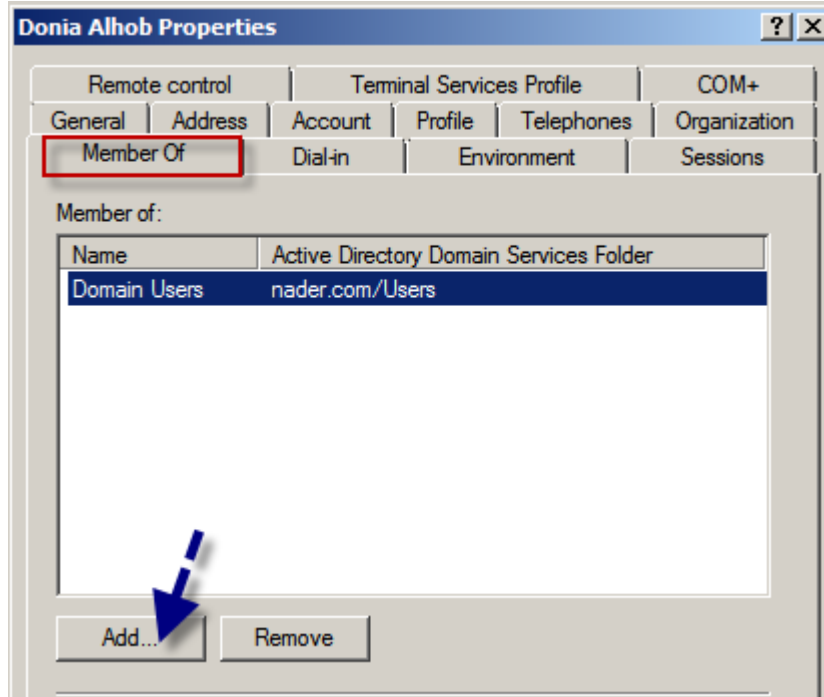 Donia Alhob Properties
Remote control Terminal Services Profile COM+
General Address Account Profile Telephones Organization
Member Of Dial-in Environment Sessions
Member of:
Name Active Directory Domain Services Folder
Domain Users nader.com/Users
Add... Remove